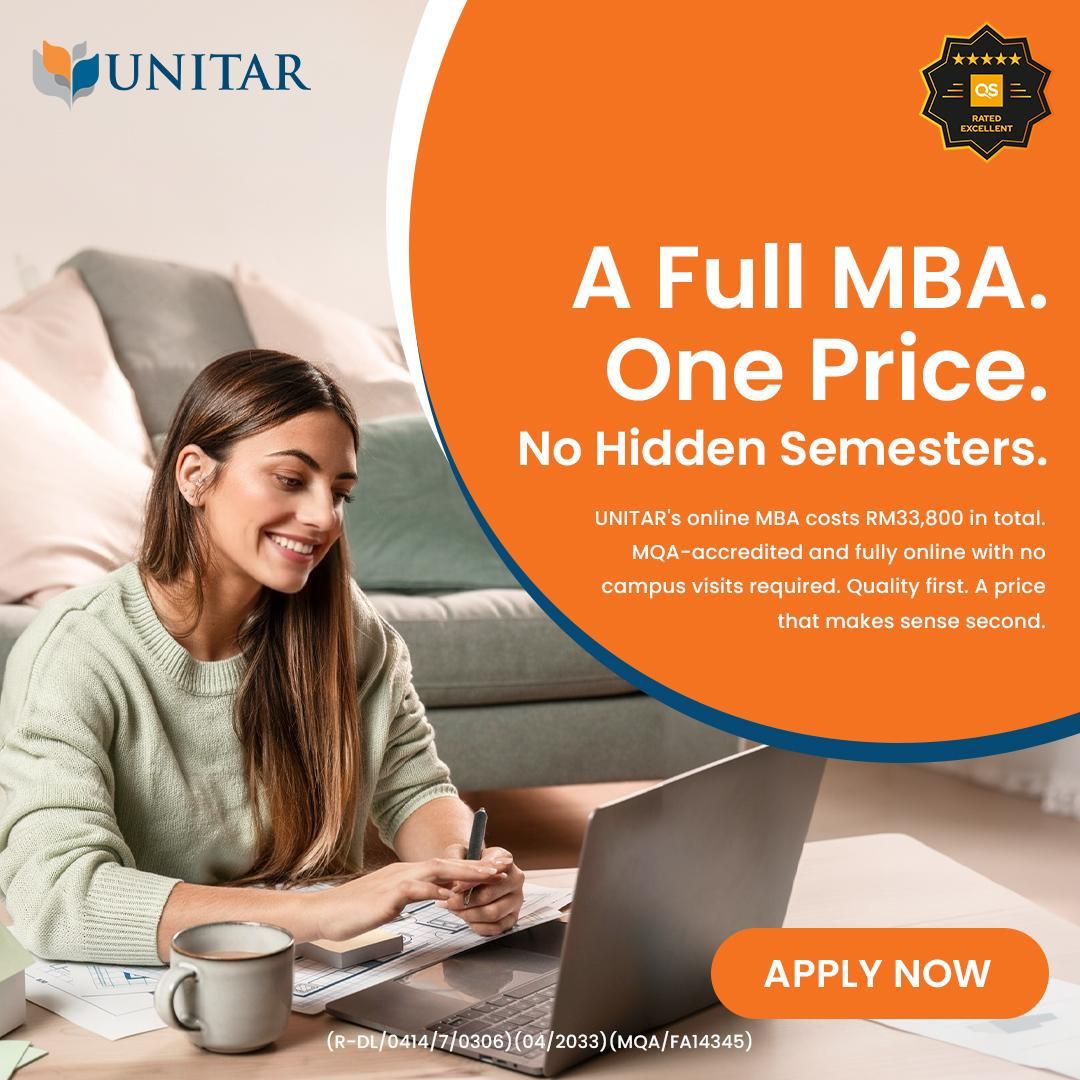 UNITAR
QS
RATED
EXCELLENT
A Full MBA.
One Price.
No Hidden Semesters.
UNITAR's online MBA costs RM33,800 in total.
MQA-accredited and fully online with no
campus visits required. Quality first. A price
that makes sense second.
APPLY NOW
(R-DL/0414/7/0306)(04/2033)(MQA/FA14345)